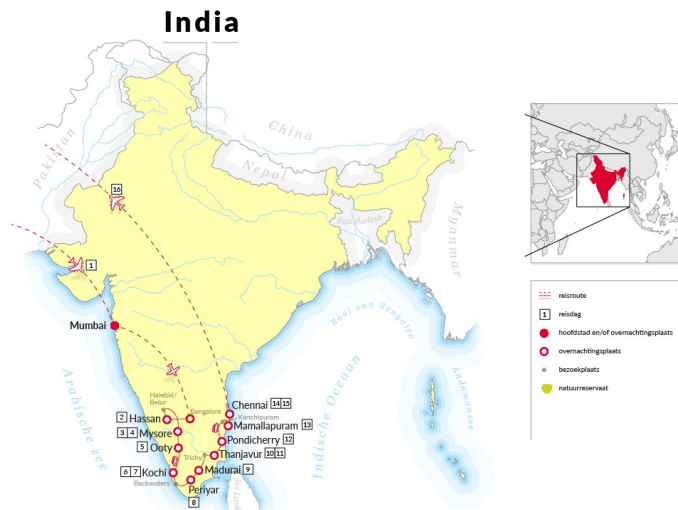 India
Pakistan
China
Nepal
Bangladesh
Myanmar
16
1
Mumbai
Golf van Bengalen
Arabische zee
Indische Oceaan
Andamanzee
Halebid/
Belur
Bangalore
2 Hassan
3 4 Mysore
5 Ooty
6 7 Kochi
Backwaters
8
Periyar
Madurai 9
Trichy
Thanjavur 10 11
Pondicherry 12
Mamallapuram 13
Kanchipuram
Chennai 14 15
Sri Lanka
reisroute
1 reisdag
hoofdstad en/of overnachtingsplaats
overnachtingsplaats
bezoekplaats
natuurreservaat